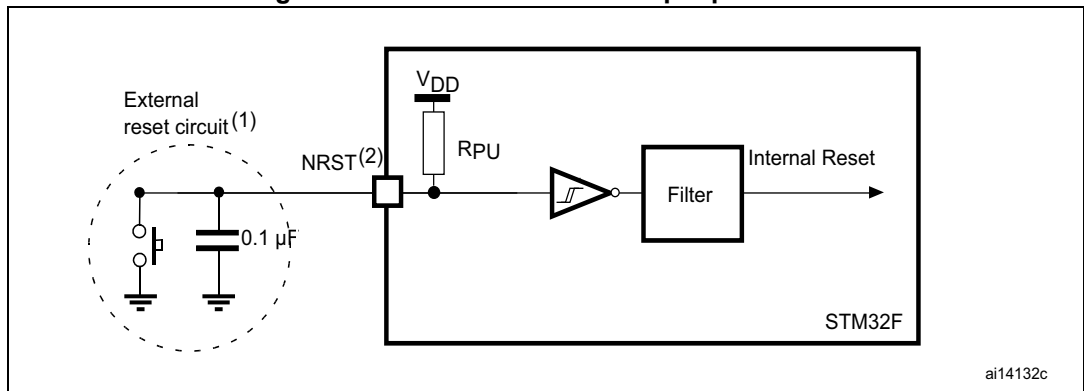 External
reset circuit(1)
NRST(2)
VDD
RPU
0.1 µF
Filter
Internal Reset
STM32F
ai14132c